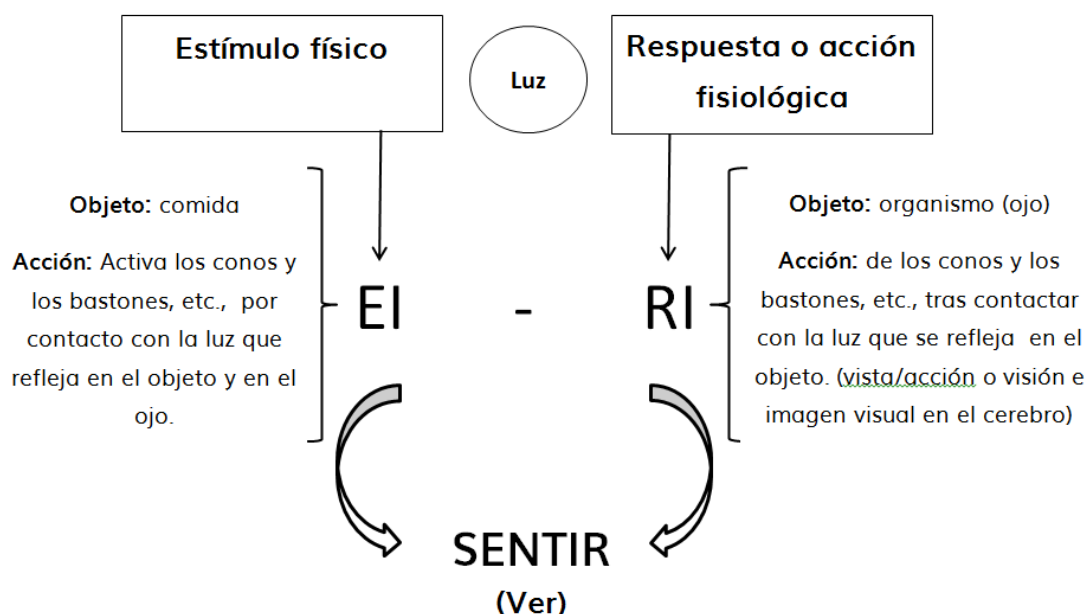 Estímulo físico
Luz
Respuesta o acción
fisiológica
Objeto: comida
Acción: Activa los conos y
los bastones, etc., por
contacto con la luz que
refleja en el objeto y en el
ojo.
EI - RI
Objeto: organismo (ojo)
Acción: de los conos y los
bastones, etc., tras contactar
con la luz que se refleja en el
objeto. (vista/acción o visión e
imagen visual en el cerebro)
SENTIR
(Ver)